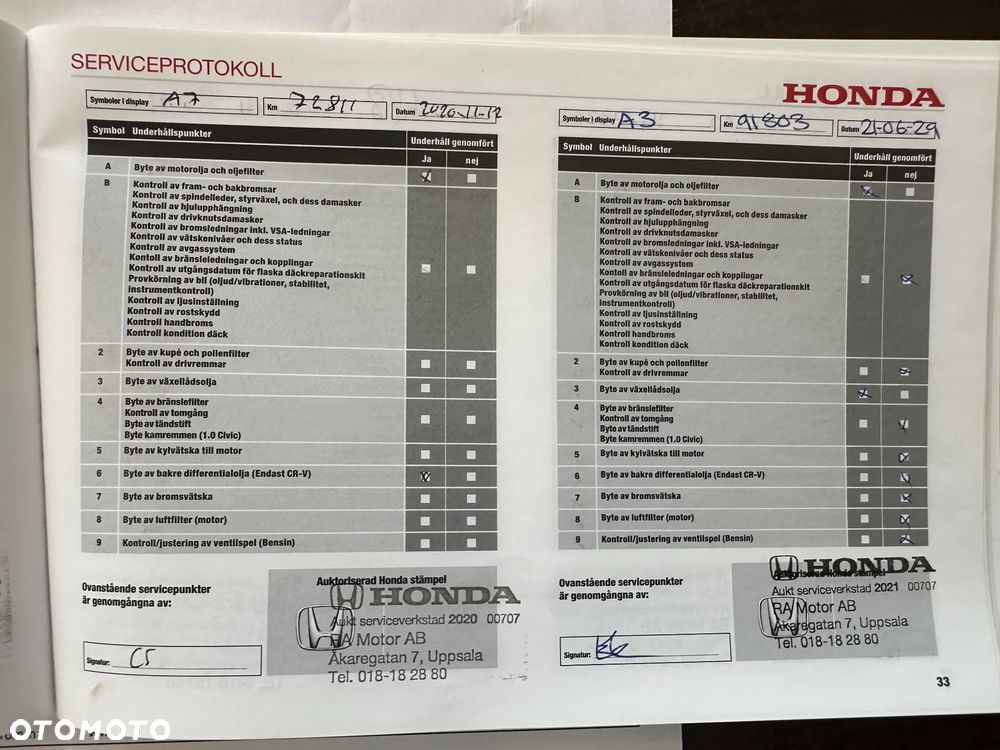 SERVICEPROTOKOLL
HONDA
Symboler i display A7 Km 72811 Datum 2020-11-12
Symbol Underhållspunkter Underhåll genomfört
Ja nej
A Byte av motorolja och oljefilter
B Kontroll av fram- och bakbromsar
Kontroll av spindelleder, styrväxel, och dess damasker
Kontroll av hjulupphängning
Kontroll av drivknutsdamasker
Kontroll av bromsledningar inkl. VSA-ledningar
Kontroll av vätskenivåer och dess status
Kontroll av avgassystem
Kontoll av bränsleledningar och kopplingar
Kontroll av utgångsdatum för flaska däckreparationskit
Provkörning av bil (oljud/vibrationer, stabilitet,
instrumentkontroll)
Kontroll av ljusinställning
Kontroll av rostskydd
Kontroll handbroms
Kontroll kondition däck
2 Byte av kupé och pollenfilter
Kontroll av drivremmar
3 Byte av växellådsolja
4 Byte av bränslefilter
Kontroll av tomgång
Byte av tändstift
Byte kamremmen (1.0 Civic)
5 Byte av kylvätska till motor
6 Byte av bakre differentialolja (Endast CR-V)
7 Byte av bromsvätska
8 Byte av luftfilter (motor)
9 Kontroll/justering av ventilspel (Bensin)
Ovanstående servicepunkter
är genomgångna av:
Signatur: CS
Auktoriserad Honda stämpel
HONDA
Aukt serviceverkstad 2020 00707
RA Motor AB
Åkaregatan 7, Uppsala
Tel. 018-18 28 80
Symboler i display A3 Km 91803 Datum 21-06-29
Symbol Underhållspunkter Underhåll genomfört
Ja nej
A Byte av motorolja och oljefilter
B Kontroll av fram- och bakbromsar
Kontroll av spindelleder, styrväxel, och dess damasker
Kontroll av hjulupphängning
Kontroll av drivknutsdamasker
Kontroll av bromsledningar inkl. VSA-ledningar
Kontroll av vätskenivåer och dess status
Kontroll av avgassystem
Kontoll av bränsleledningar och kopplingar
Kontroll av utgångsdatum för flaska däckreparationskit
Provkörning av bil (oljud/vibrationer, stabilitet,
instrumentkontroll)
Kontroll av ljusinställning
Kontroll av rostskydd
Kontroll handbroms
Kontroll kondition däck
2 Byte av kupé och pollenfilter
Kontroll av drivremmar
3 Byte av växellådsolja
4 Byte av bränslefilter
Kontroll av tomgång
Byte av tändstift
Byte kamremmen (1.0 Civic)
5 Byte av kylvätska till motor
6 Byte av bakre differentialolja (Endast CR-V)
7 Byte av bromsvätska
8 Byte av luftfilter (motor)
9 Kontroll/justering av ventilspel (Bensin)
Ovanstående servicepunkter
är genomgångna av:
Signatur:
Auktoriserad Honda stämpel
HONDA
Aukt serviceverkstad 2021 00707
RA Motor AB
Åkaregatan 7, Uppsala
Tel. 018-18 28 80
33
OTOMOTO